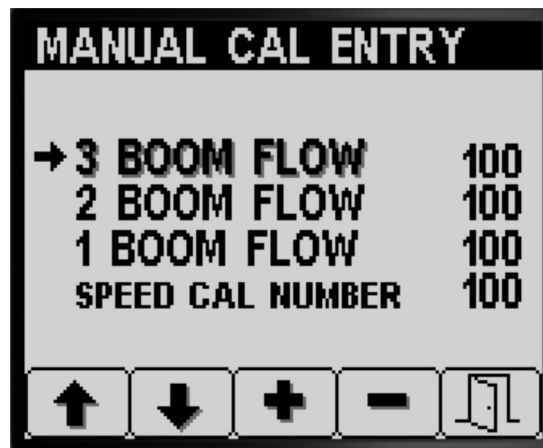 MANUAL CAL ENTRY
3 BOOM FLOW 100
2 BOOM FLOW 100
1 BOOM FLOW 100
SPEED CAL NUMBER 100